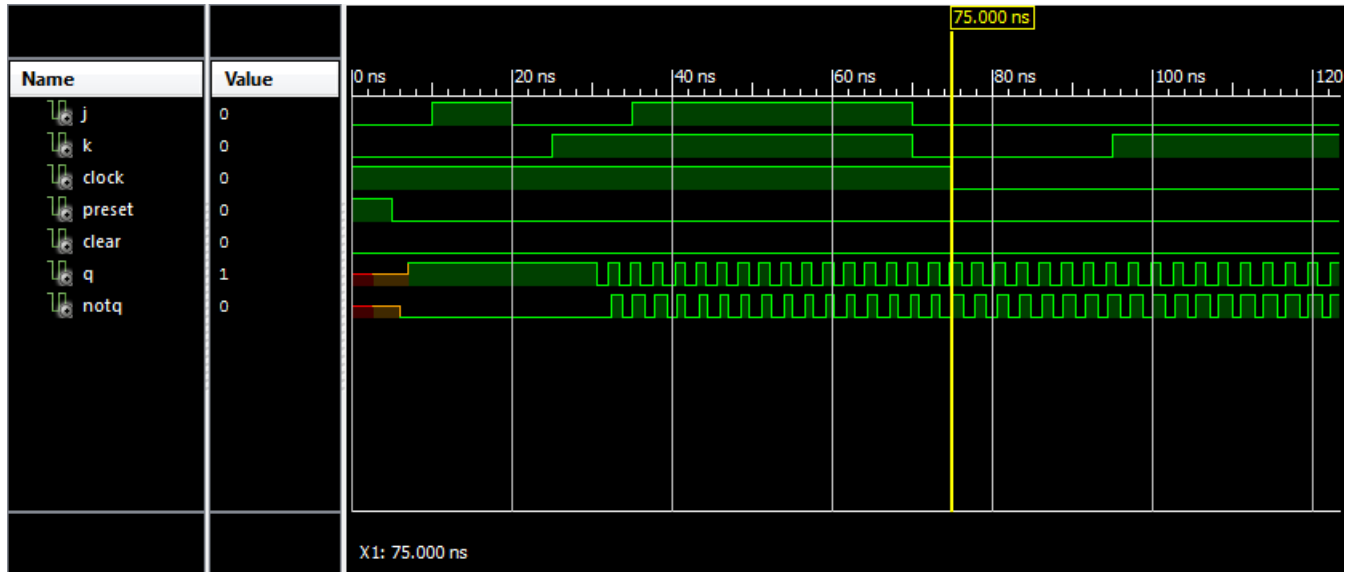 75.000 ns
Name Value 0 ns 20 ns 40 ns 60 ns 80 ns 100 ns 120
j 0
k 0
clock 0
preset 0
clear 0
q 1
notq 0
X1: 75.000 ns